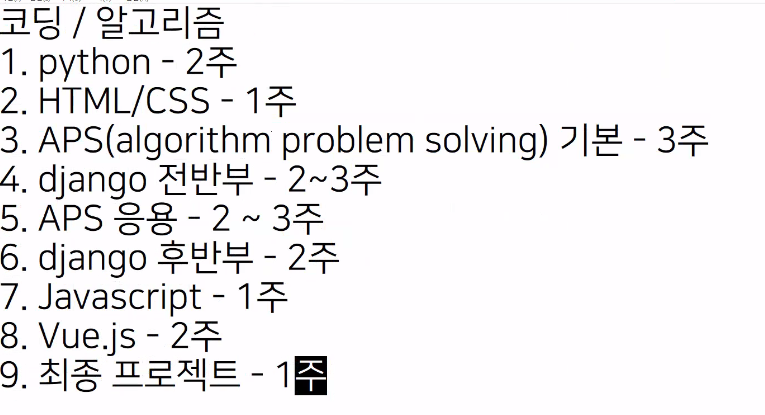 코딩 / 알고리즘
1. python - 2주
2. HTML/CSS - 1주
3. APS(algorithm problem solving) 기본 - 3주
4. django 전반부 - 2~3주
5. APS 응용 - 2 ~ 3주
6. django 후반부 - 2주
7. Javascript - 1주
8. Vue.js - 2주
9. 최종 프로젝트 - 1주